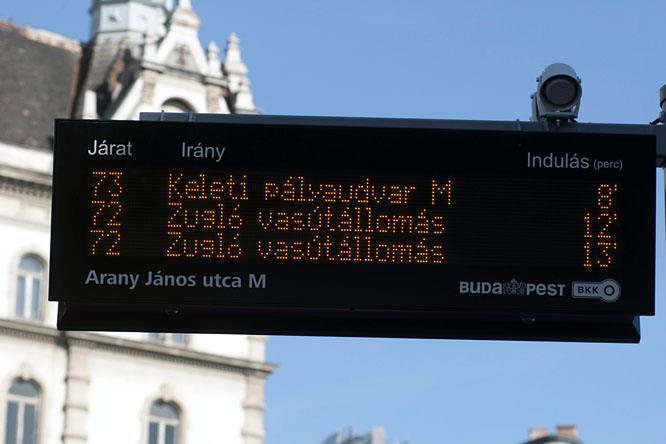 Járat Irány Indulás (perc)
73 Keleti pályaudvar M 8'
72 Zugló vasútállomás 12'
72 Zugló vasútállomás 13'
Arany János utca M BUDAPEST BKK